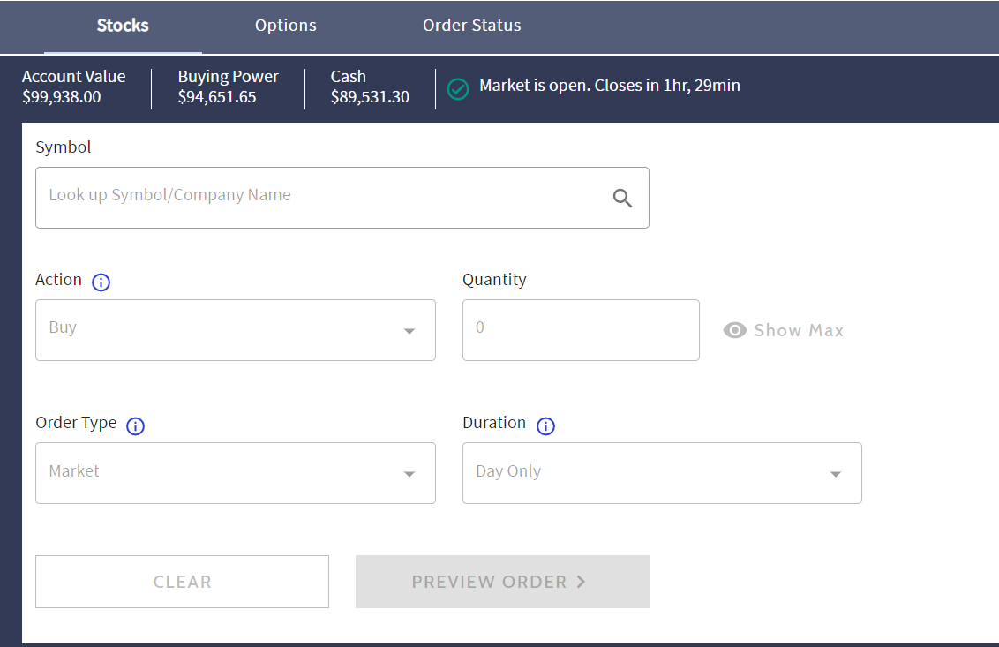 Stocks Options Order Status
Account Value Buying Power Cash
$99,938.00 $94,651.65 $89,531.30
Market is open. Closes in 1hr, 29min
Symbol
Look up Symbol/Company Name
Action Quantity
Buy 0 Show Max
Order Type Duration
Market Day Only
CLEAR PREVIEW ORDER